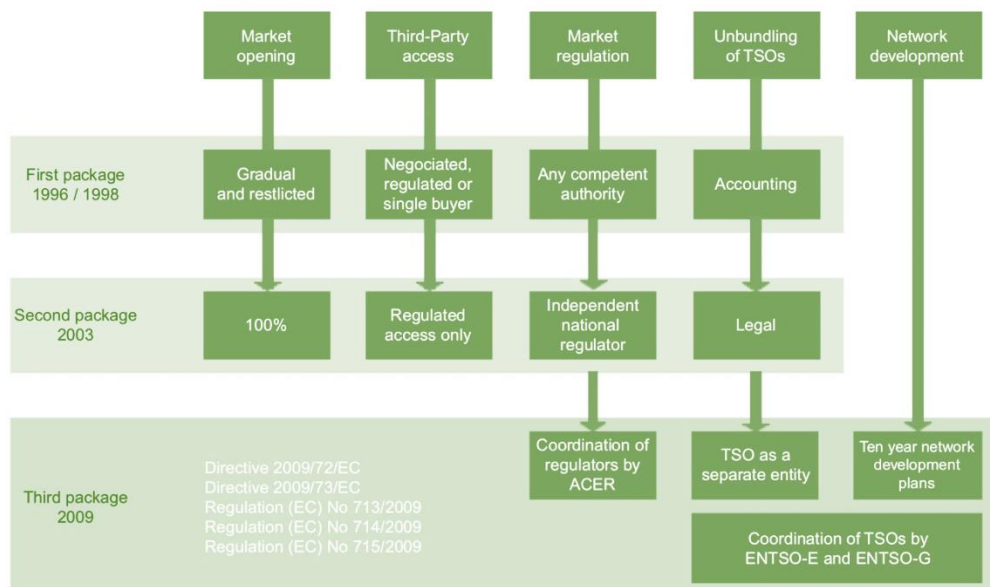 Market
opening
Third-Party
access
Market
regulation
Unbundling
of TSOs
Network
development
First package
1996 / 1998
Gradual
and restlicted
Negociated,
regulated or
single buyer
Any competent
authority
Accounting
Second package
2003
100%
Regulated
access only
Independent
national
regulator
Legal
Third package
2009
Directive 2009/72/EC
Directive 2009/73/EC
Regulation (EC) No 713/2009
Regulation (EC) No 714/2009
Regulation (EC) No 715/2009
Coordination of
regulators by
ACER
TSO as a
separate entity
Ten year network
development
plans
Coordination of TSOs by
ENTSO-E and ENTSO-G